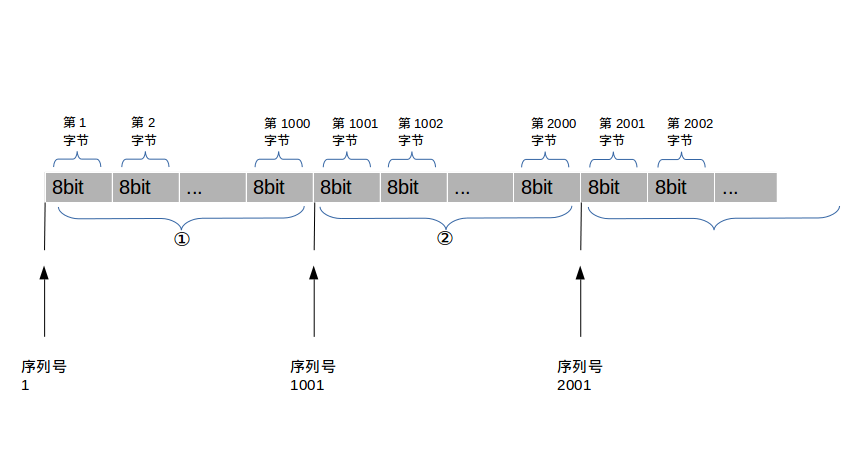 第 1
字节
第 2
字节
第 1000
字节
第 1001
字节
第 1002
字节
第 2000
字节
第 2001
字节
第 2002
字节
8bit 8bit ... 8bit 8bit 8bit ... 8bit 8bit 8bit ...
① ②
序列号
1
序列号
1001
序列号
2001